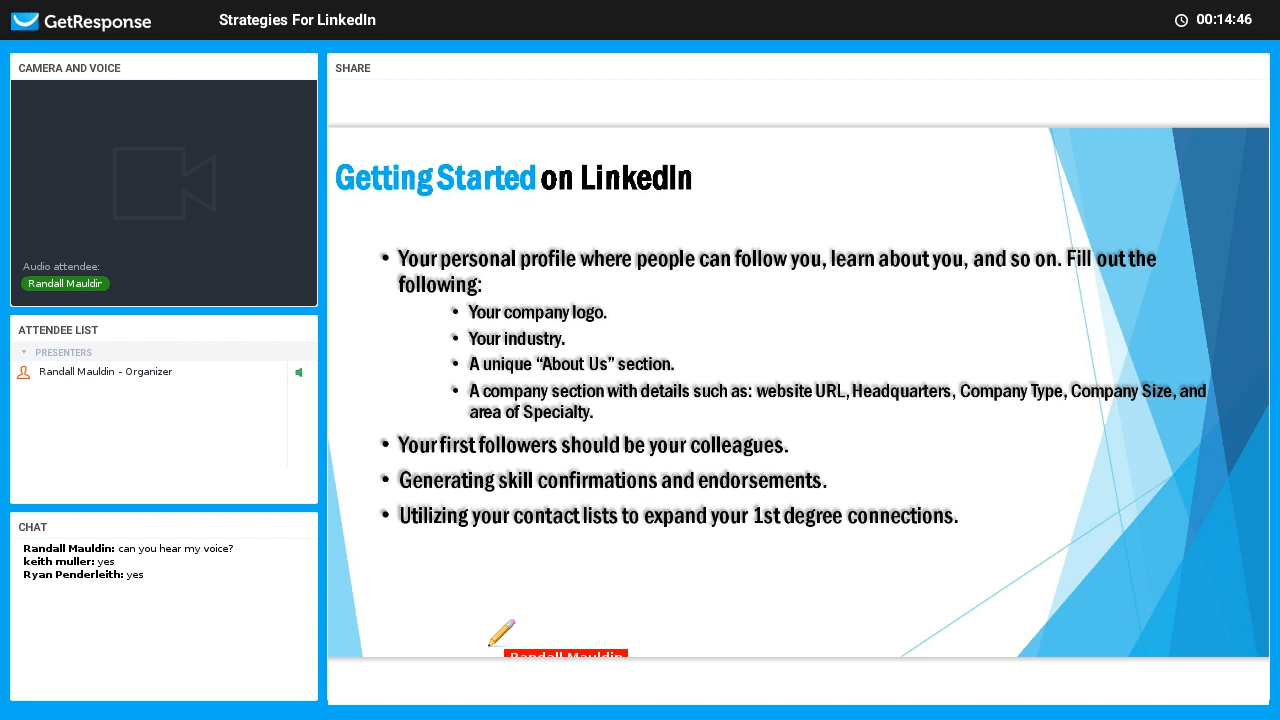 GetResponse
Strategies For LinkedIn
00:14:46
CAMERA AND VOICE
Audio attendee:
Randall Mauldin
ATTENDEE LIST
PRESENTERS
Randall Mauldin - Organizer
CHAT
Randall Mauldin: can you hear my voice?
keith muller: yes
Ryan Penderleith: yes
SHARE
Getting Started on LinkedIn
• Your personal profile where people can follow you, learn about you, and so on. Fill out the
following:
• Your company logo.
• Your industry.
• A unique “About Us” section.
• A company section with details such as: website URL, Headquarters, Company Type, Company Size, and
area of Specialty.
• Your first followers should be your colleagues.
• Generating skill confirmations and endorsements.
• Utilizing your contact lists to expand your 1st degree connections.
Randall Mauldin